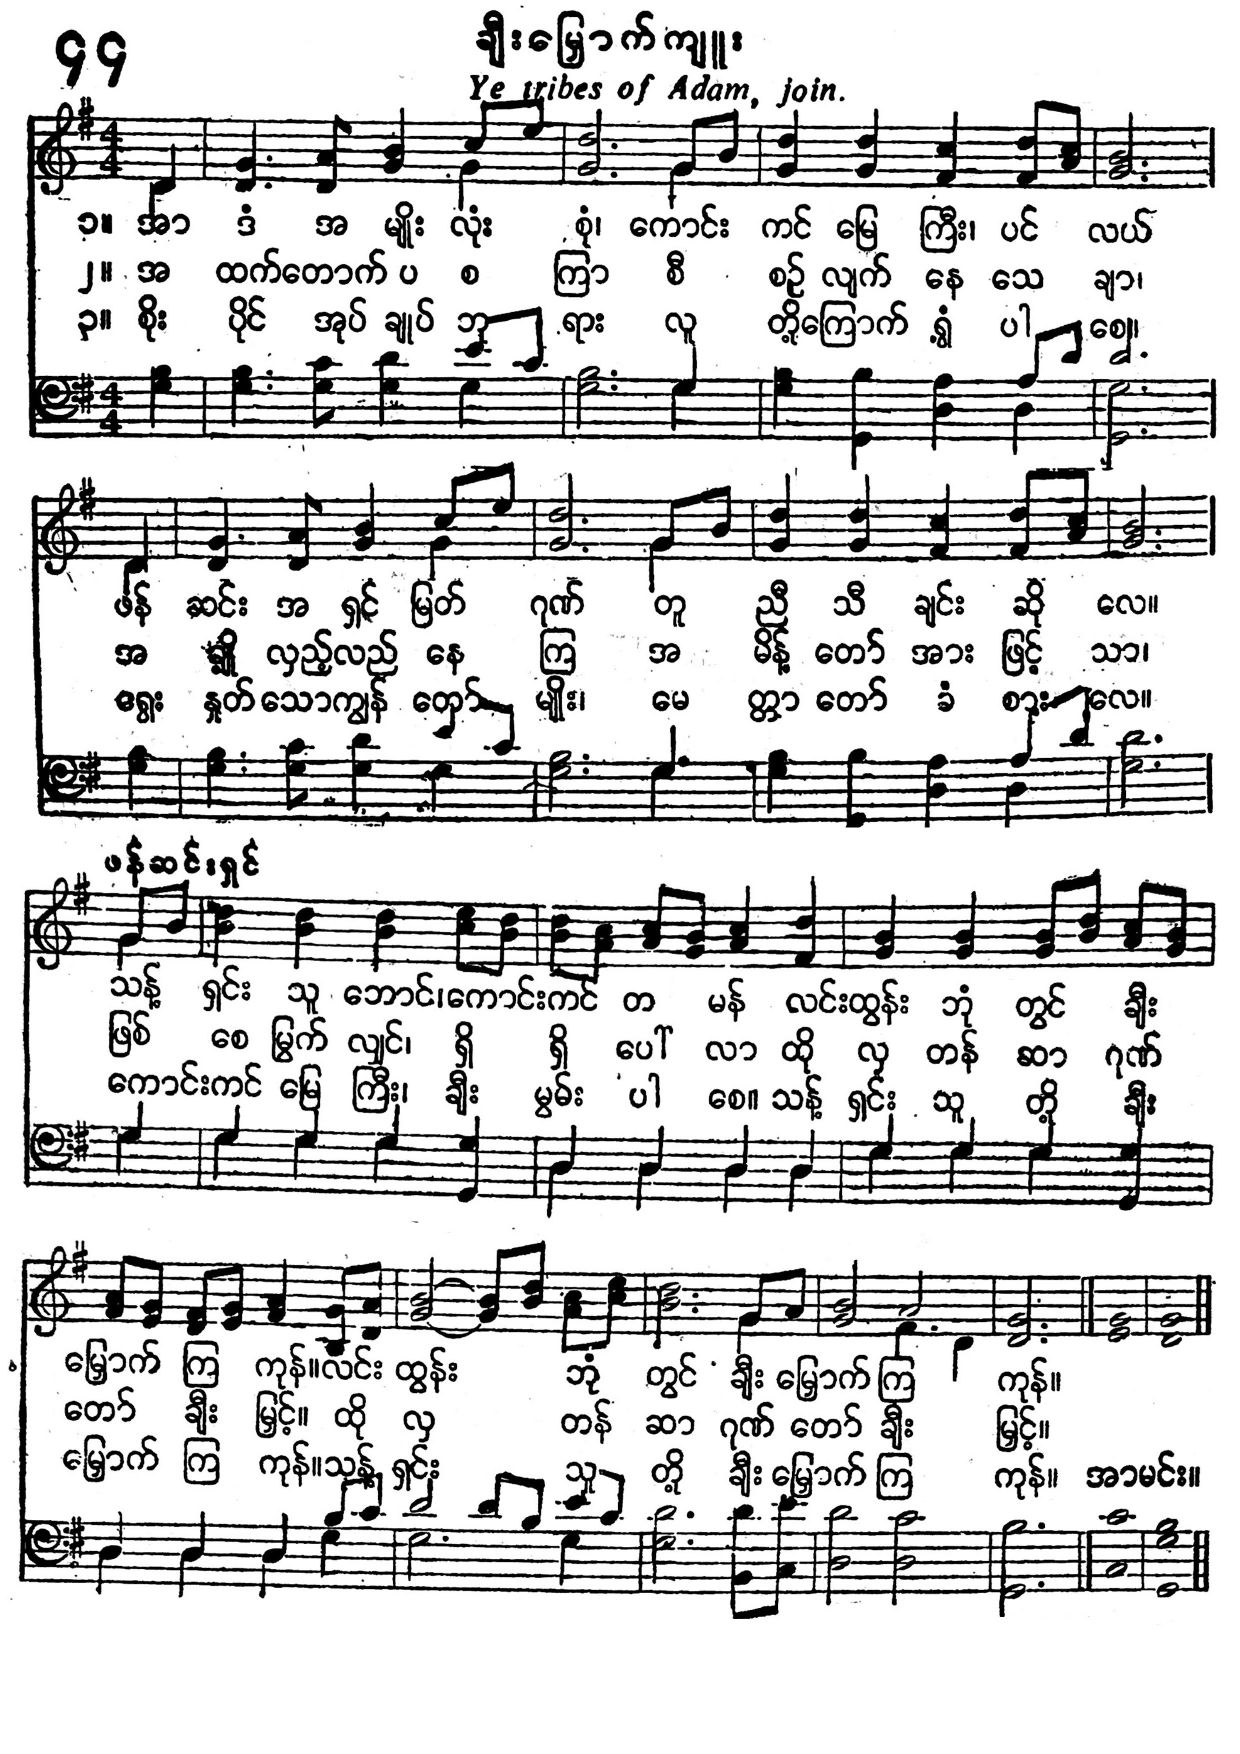 ၄၄
ချီးမြှောက်ကျူး
Ye tribes of Adam, join.
4 4
၁။ အာ ဒံ အ မျိုး လုံး စုံ၊ ကောင်း ကင် မြေ ကြီး၊ ပင် လယ်
၂။ အ ထက်တောက် ပ စ ကြာ စီ စဉ် လျက် နေ သေ ချာ၊
၃။ စိုး ပိုင် အုပ် ချုပ် ဘု ရား လူ တို့ကြောက် ရွံ့ ပါ စေ။
4 4
ဖန် ဆင်း အ ရှင် မြတ် ဂုဏ် တူ ညီ သီ ချင်း ဆို လေ။
အ ချို့ လှည့်လည် နေ ကြ အ မိန့် တော် အား ဖြင့် သာ၊
ရွေး နှုတ်သောကျွန် တော် မျိုး၊ မေ တ္တာ တော် ခံ စား လေ။
ဖန်ဆင်းရှင်
သန့် ရှင်း သူ ဘောင်၊ကောင်းကင် တ မန် လင်းထွန်း ဘုံ တွင် ချီး
ဖြစ် စေ မြွက် လျှင်၊ ရှိ ရှိ ပေါ် လာ ထို လှ တန် ဆာ ဂုဏ်
ကောင်းကင် မြေ ကြီး၊ ချီး မွမ်း ပါ စေ။ သန့် ရှင်း သူ တို့ ချီး
မြှောက် ကြ ကုန်။လင်း ထွန်း ဘုံ တွင် ချီး မြှောက် ကြ ကုန်။
တော် ချီး မြှင့်။ ထို လှ တန် ဆာ ဂုဏ် တော် ချီး မြှင့်။
မြှောက် ကြ ကုန်။သန့် ရှင်း သူ တို့ ချီး မြှောက် ကြ ကုန်။ အာမင်း။